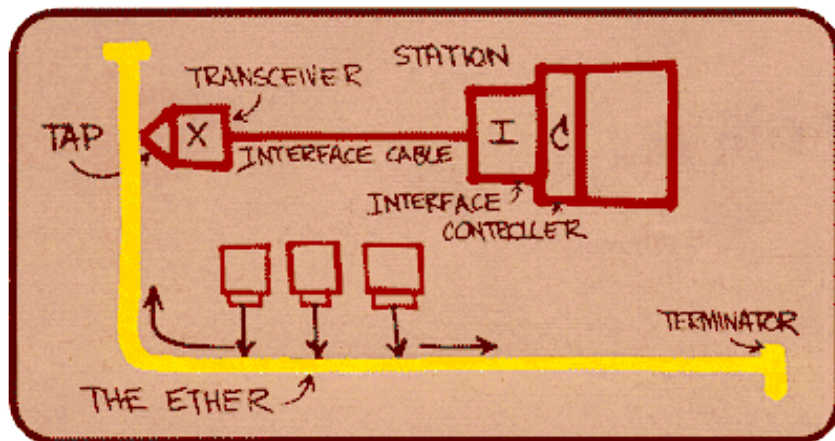 STATION
TRANSCEIVER
TAP
X
I
C
INTERFACE CABLE
INTERFACE
CONTROLLER
TERMINATOR
THE ETHER